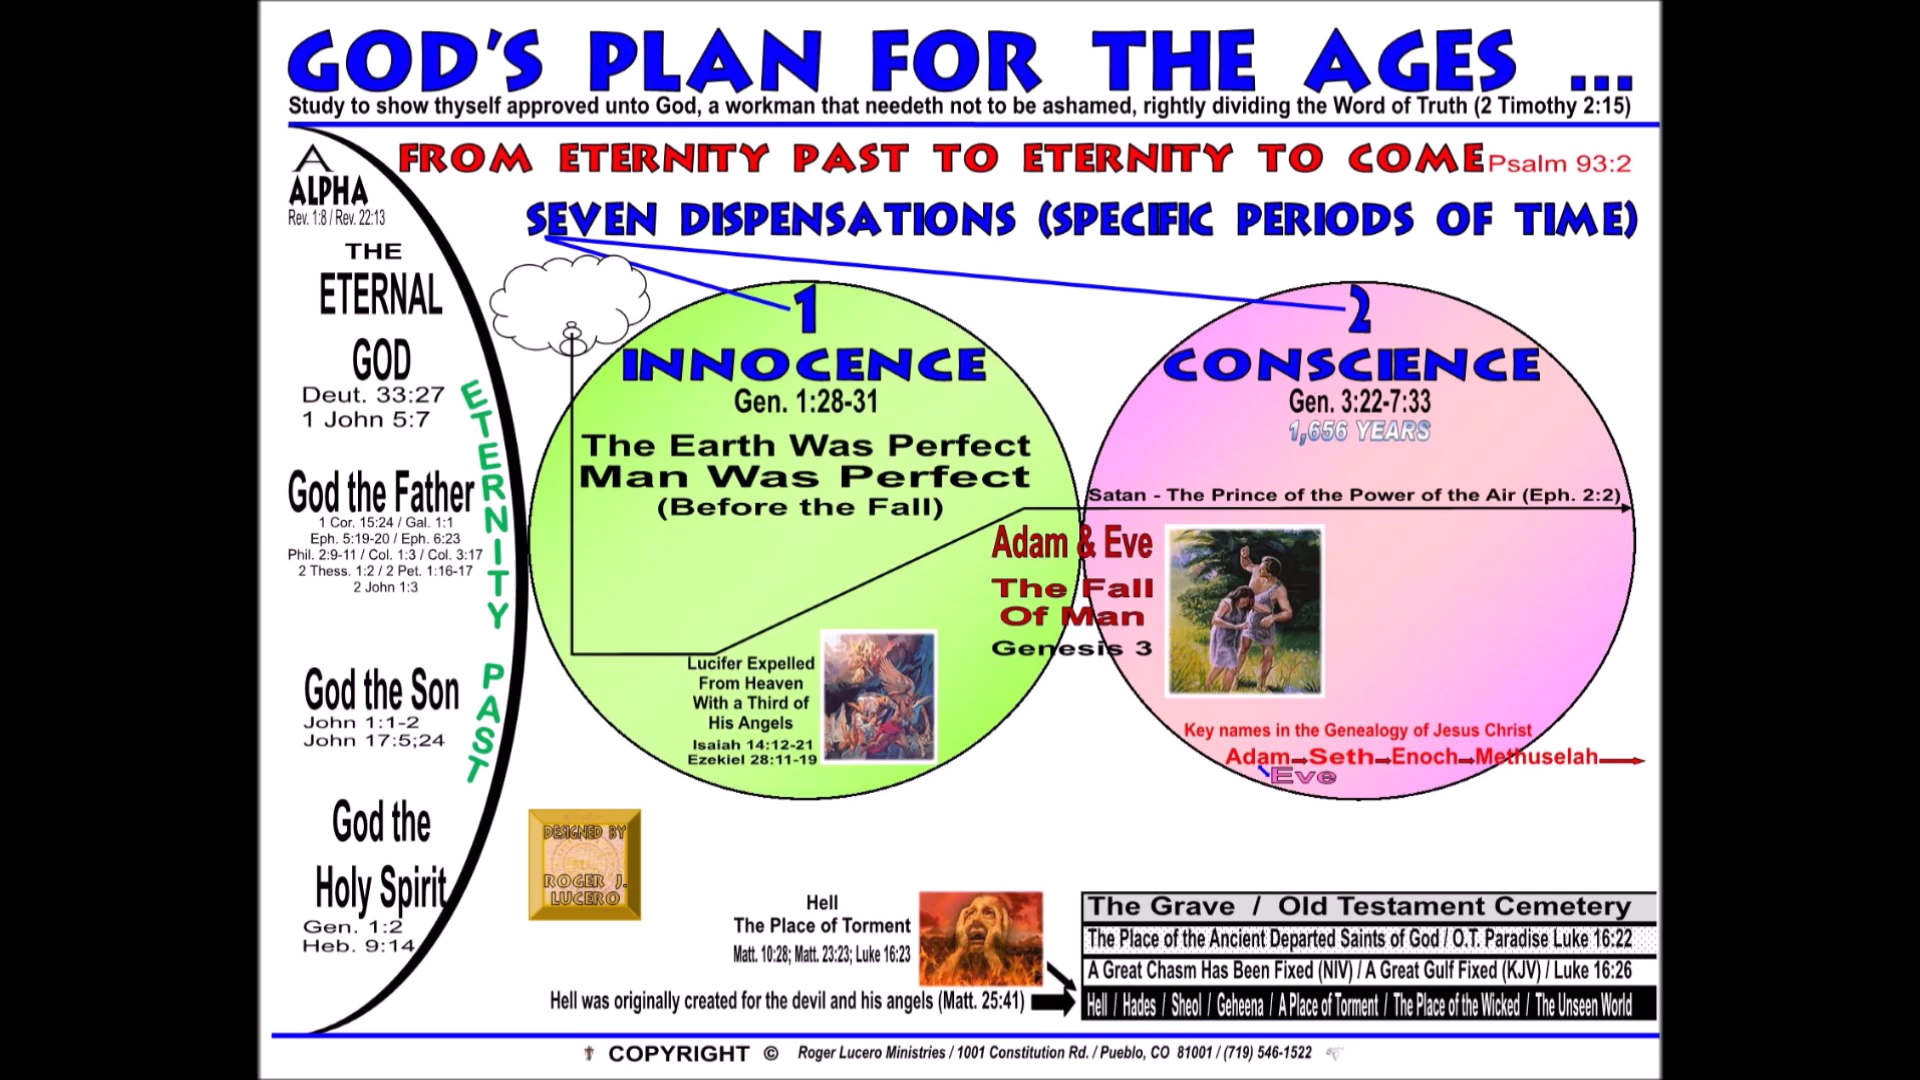 GOD'S PLAN FOR THE AGES ...
Study to show thyself approved unto God, a workman that needeth not to be ashamed, rightly dividing the Word of Truth (2 Timothy 2:15)
FROM ETERNITY PAST TO ETERNITY TO COME Psalm 93:2
SEVEN DISPENSATIONS (SPECIFIC PERIODS OF TIME)
A
ALPHA
Rev. 1:8 / Rev. 22:13
THE
ETERNAL
GOD
Deut. 33:27
1 John 5:7
God the Father
1 Cor. 15:24 / Gal. 1:1
Eph. 5:19-20 / Eph. 6:23
Phil. 2:9-11 / Col. 1:3 / Col. 3:17
2 Thess. 1:2 / 2 Pet. 1:16-17
2 John 1:3
God the Son
John 1:1-2
John 17:5;24
God the
Holy Spirit
Gen. 1:2
Heb. 9:14
ETERNITY PAST
1
INNOCENCE
Gen. 1:28-31
The Earth Was Perfect
Man Was Perfect
(Before the Fall)
Lucifer Expelled
From Heaven
With a Third of
His Angels
Isaiah 14:12-21
Ezekiel 28:11-19
Adam & Eve
The Fall
Of Man
Genesis 3
2
CONSCIENCE
Gen. 3:22-7:33
1,656 YEARS
Satan - The Prince of the Power of the Air (Eph. 2:2)
Key names in the Genealogy of Jesus Christ
Adam Seth Enoch Methuselah
Eve
DESIGNED BY
ROGER J.
LUCERO
Hell
The Place of Torment
Matt. 10:28; Matt. 23:23; Luke 16:23
Hell was originally created for the devil and his angels (Matt. 25:41)
The Grave / Old Testament Cemetery
The Place of the Ancient Departed Saints of God / O.T. Paradise Luke 16:22
A Great Chasm Has Been Fixed (NIV) / A Great Gulf Fixed (KJV) / Luke 16:26
Hell / Hades / Sheol / Geheena / A Place of Torment / The Place of the Wicked / The Unseen World
COPYRIGHT © Roger Lucero Ministries / 1001 Constitution Rd. / Pueblo, CO 81001 / (719) 546-1522